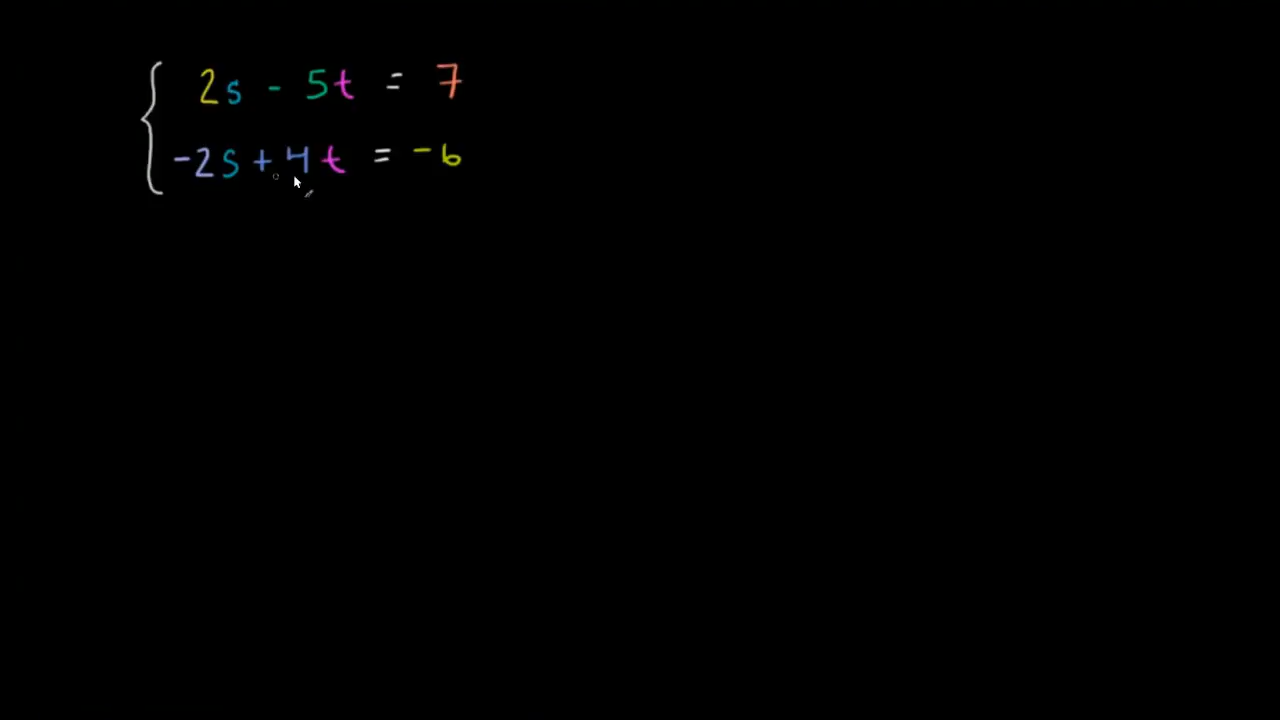 2s - 5t = 7
-2s + 4t = -6